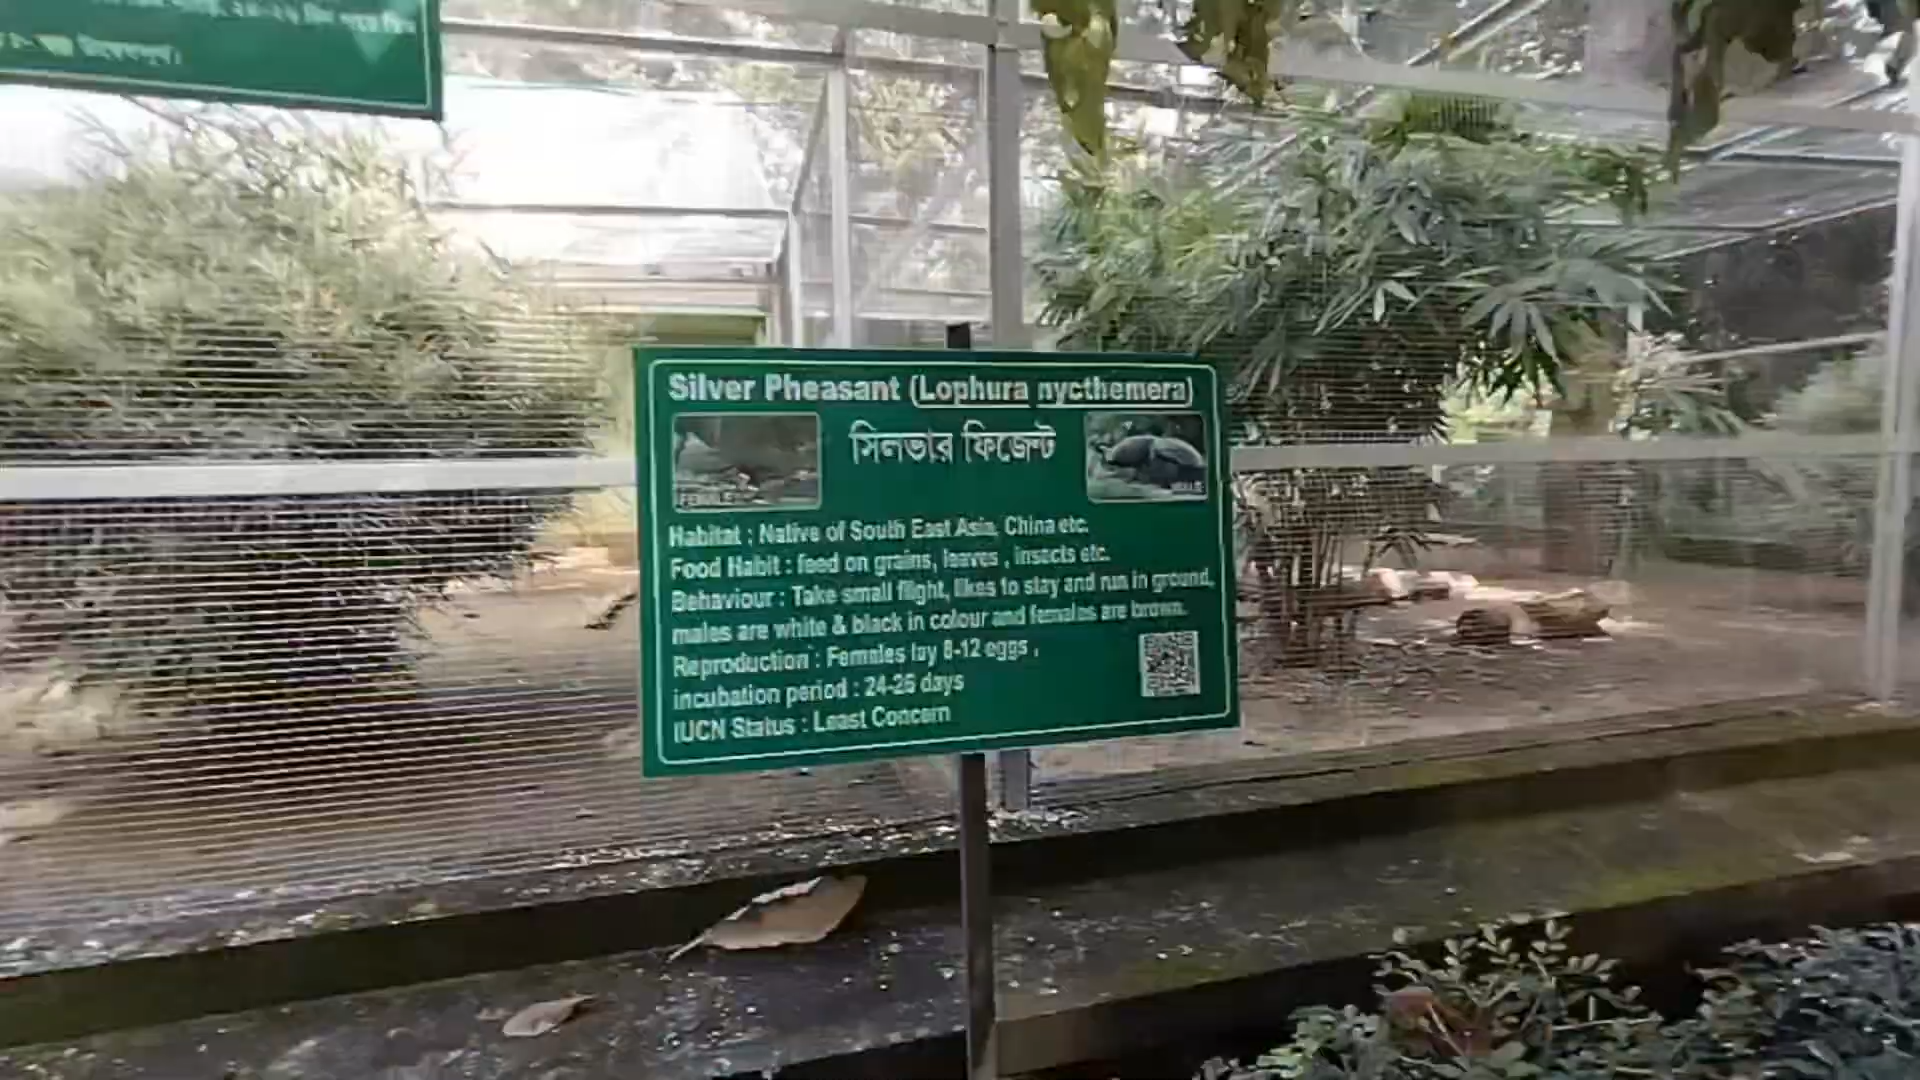 Silver Pheasant (Lophura nycthemera)
সিলভার ফিজেন্ট
FEMALE
MALE
Habitat : Native of South East Asia, China etc.
Food Habit : feed on grains, leaves , insects etc.
Behaviour : Take small flight, likes to stay and run in ground,
males are white & black in colour and females are brown.
Reproduction : Females lay 8-12 eggs ,
incubation period : 24-26 days
IUCN Status : Least Concern